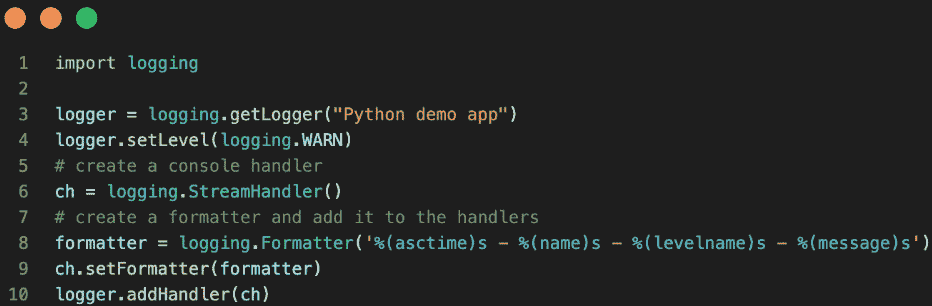 1 import logging
2
3 logger = logging.getLogger("Python demo app")
4 logger.setLevel(logging.WARN)
5 # create a console handler
6 ch = logging.StreamHandler()
7 # create a formatter and add it to the handlers
8 formatter = logging.Formatter('%(asctime)s - %(name)s - %(levelname)s - %(message)s')
9 ch.setFormatter(formatter)
10 logger.addHandler(ch)